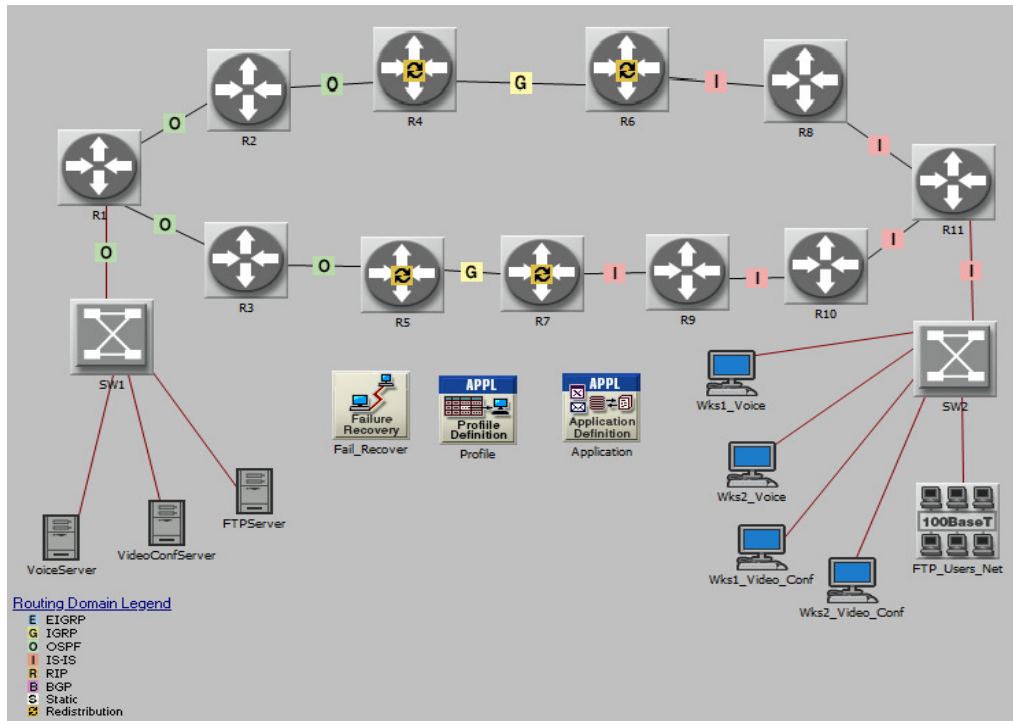 R1
R2
R4
R6
R8
R11
R3
R5
R7
R9
R10
O
O
G
I
I
O
O
G
I
I
I
O
I
SW1
SW2
VoiceServer
VideoConfServer
FTPServer
Failure
Recovery
Fail_Recover
APPL
Profile
Definition
Profile
APPL
Application
Definition
Application
Wks1_Voice
Wks2_Voice
Wks1_Video_Conf
Wks2_Video_Conf
100BaseT
FTP_Users_Net
Routing Domain Legend
E EIGRP
G IGRP
O OSPF
I IS-IS
R RIP
B BGP
S Static
Redistribution